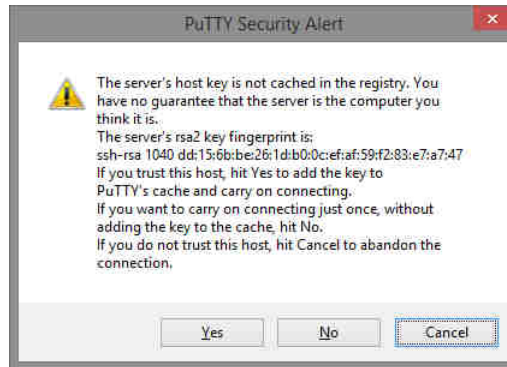 PuTTY Security Alert
The server's host key is not cached in the registry. You
have no guarantee that the server is the computer you
think it is.
The server's rsa2 key fingerprint is:
ssh-rsa 1040 dd:15:6b:be:26:1d:b0:0c:ef:af:59:f2:83:e7:a7:47
If you trust this host, hit Yes to add the key to
PuTTY's cache and carry on connecting.
If you want to carry on connecting just once, without
adding the key to the cache, hit No.
If you do not trust this host, hit Cancel to abandon the
connection.
Yes No Cancel